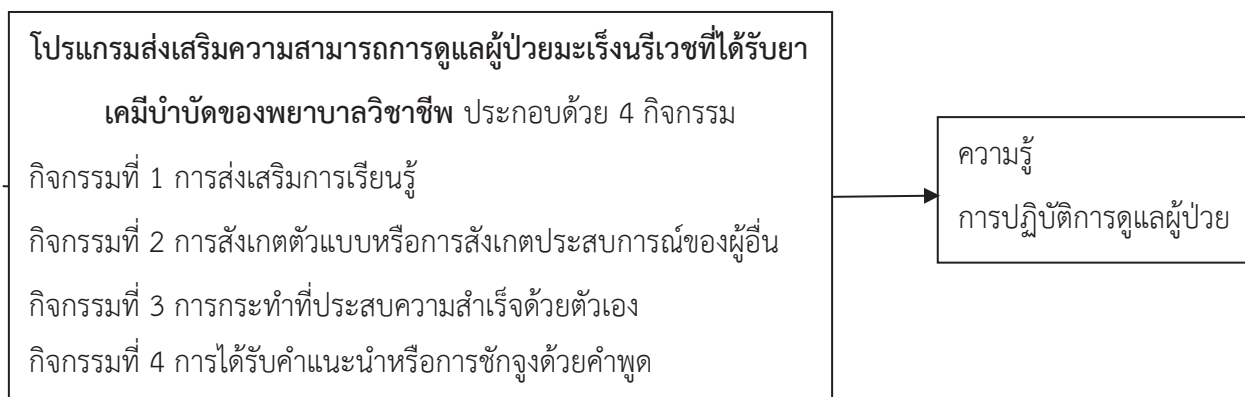 โปรแกรมส่งเสริมความสามารถการดูแลผู้ป่วยมะเร็งนรีเวชที่ได้รับยา
เคมีบำบัดของพยาบาลวิชาชีพ ประกอบด้วย 4 กิจกรรม
กิจกรรมที่ 1 การส่งเสริมการเรียนรู้
กิจกรรมที่ 2 การสังเกตตัวแบบหรือการสังเกตประสบการณ์ของผู้อื่น
กิจกรรมที่ 3 การกระทำที่ประสบความสำเร็จด้วยตัวเอง
กิจกรรมที่ 4 การได้รับคำแนะนำหรือการชักจูงด้วยคำพูด
ความรู้
การปฏิบัติการดูแลผู้ป่วย